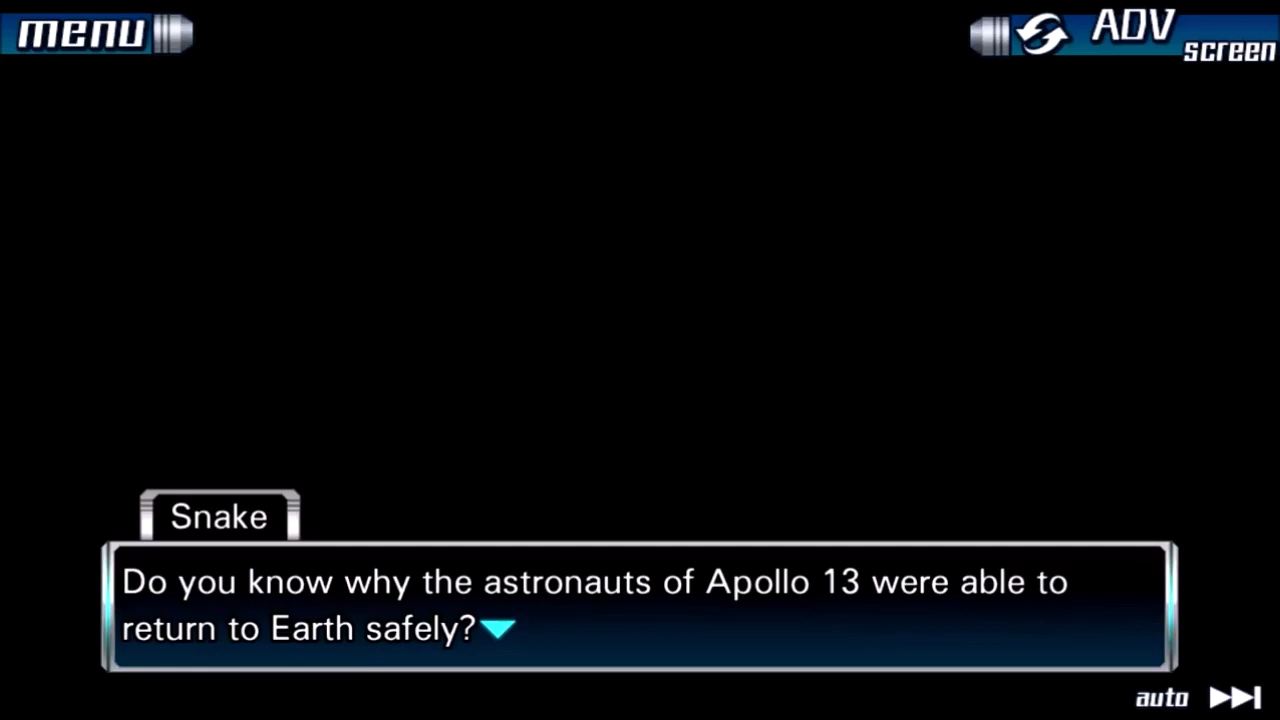 menu
ADV
screen
Snake
Do you know why the astronauts of Apollo 13 were able to
return to Earth safely?
auto